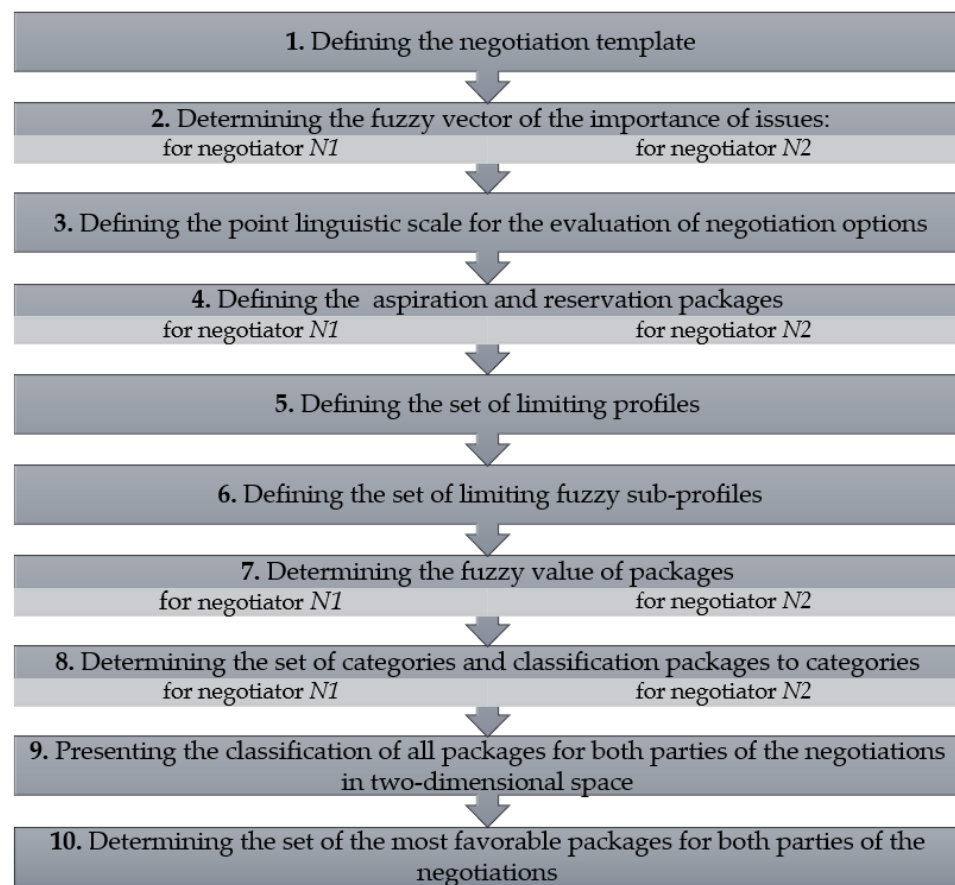 1. Defining the negotiation template
2. Determining the fuzzy vector of the importance of issues:
for negotiator N1 for negotiator N2
3. Defining the point linguistic scale for the evaluation of negotiation options
4. Defining the aspiration and reservation packages
for negotiator N1 for negotiator N2
5. Defining the set of limiting profiles
6. Defining the set of limiting fuzzy sub-profiles
7. Determining the fuzzy value of packages
for negotiator N1 for negotiator N2
8. Determining the set of categories and classification packages to categories
for negotiator N1 for negotiator N2
9. Presenting the classification of all packages for both parties of the negotiations
in two-dimensional space
10. Determining the set of the most favorable packages for both parties of the
negotiations